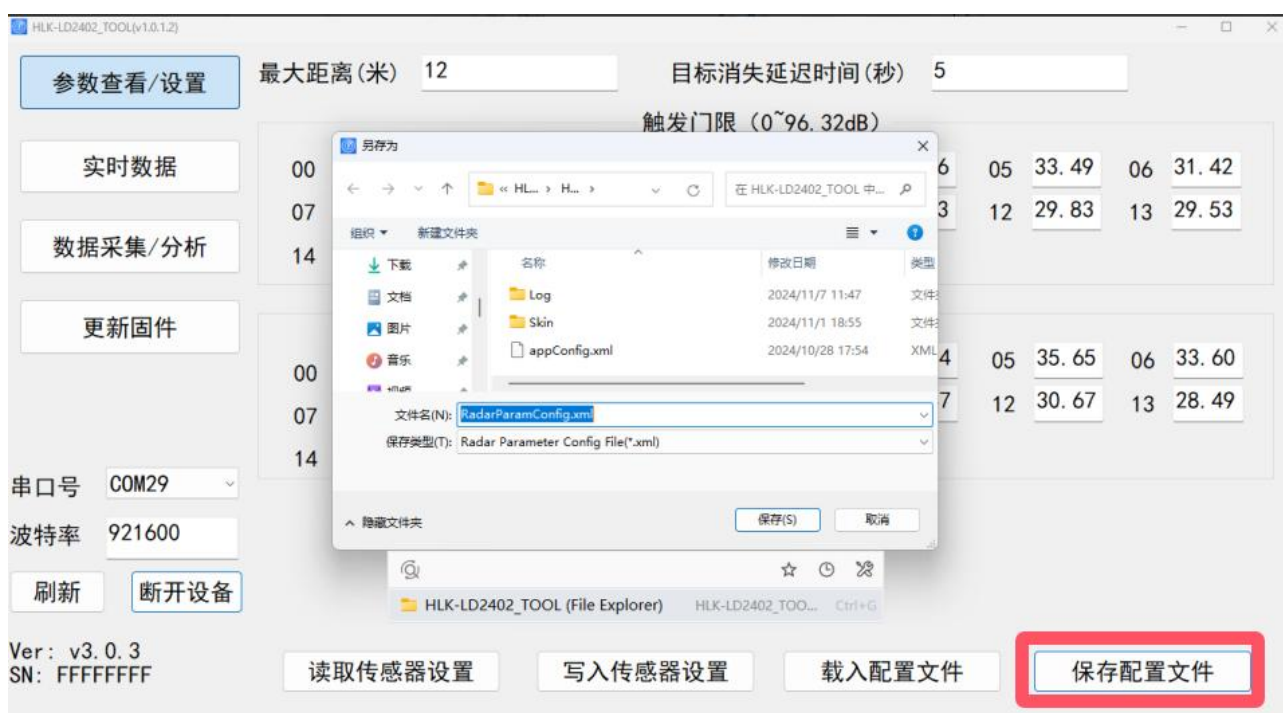 HLK-LD2402_TOOL(v1.0.1.2)
参数查看/设置
最大距离(米) 12
目标消失延迟时间(秒) 5
触发门限（0~96.32dB）
实时数据
数据采集/分析
更新固件
00
6 05 33.49 06 31.42
07
3 12 29.83 13 29.53
14
00
4 05 35.65 06 33.60
07
7 12 30.67 13 28.49
14
另存为
« HL... › H... ›
在 HLK-LD2402_TOOL 中...
组织 新建文件夹
名称 修改日期 类型
下载
文档
图片
音乐
Log 2024/11/7 11:47
Skin 2024/11/1 18:55
appConfig.xml 2024/10/28 17:54 XML
文件名(N): RadarParamConfig.xml
保存类型(T): Radar Parameter Config File(*.xml)
隐藏文件夹
保存(S) 取消
HLK-LD2402_TOOL (File Explorer) HLK-LD2402_TOO... Ctrl+G
串口号 COM29
波特率 921600
刷新 断开设备
Ver: v3.0.3
SN: FFFFFFFF
读取传感器设置 写入传感器设置 载入配置文件 保存配置文件